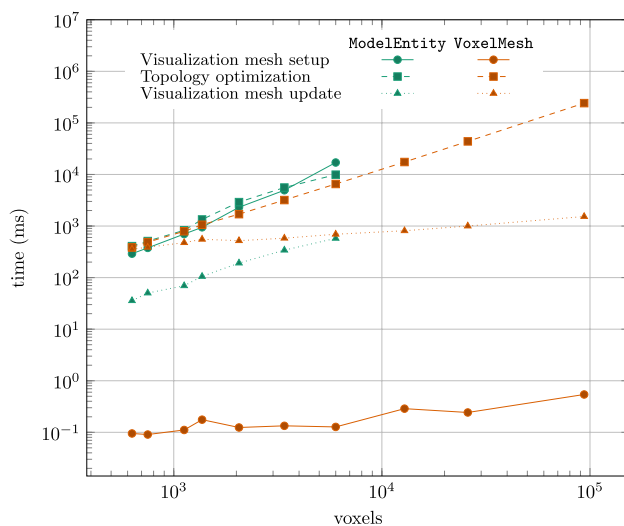 10^7
10^6
10^5
10^4
10^3
10^2
10^1
10^0
10^−1
time (ms)
ModelEntity VoxelMesh
Visualization mesh setup
Topology optimization
Visualization mesh update
10^3 10^4 10^5
voxels